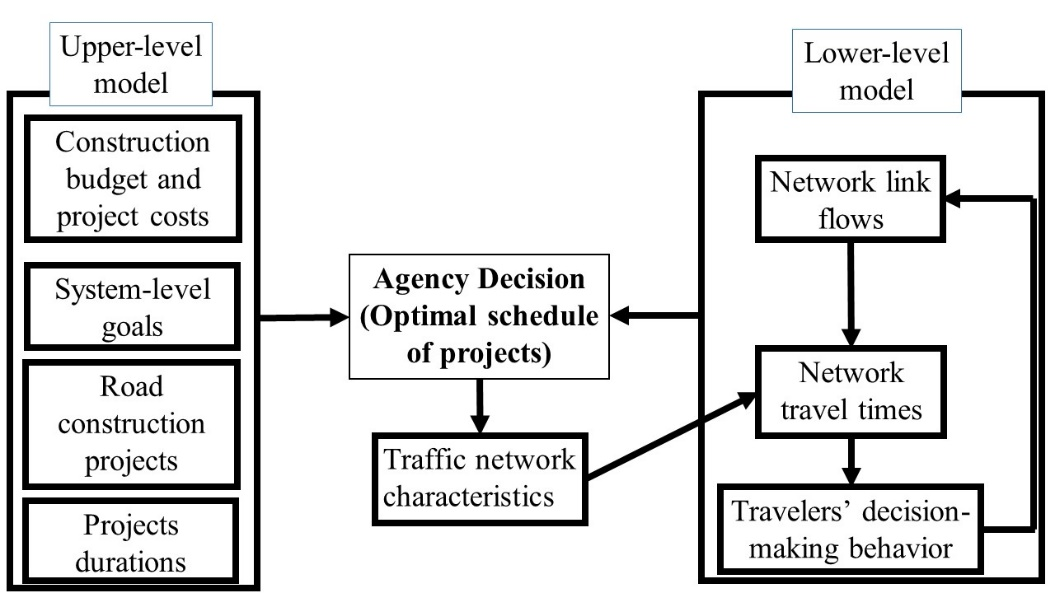 Upper-level
model
Construction
budget and
project costs
System-level
goals
Road
construction
projects
Projects
durations
Agency Decision
(Optimal schedule
of projects)
Traffic network
characteristics
Lower-level
model
Network link
flows
Network
travel times
Travelers’ decision-
making behavior